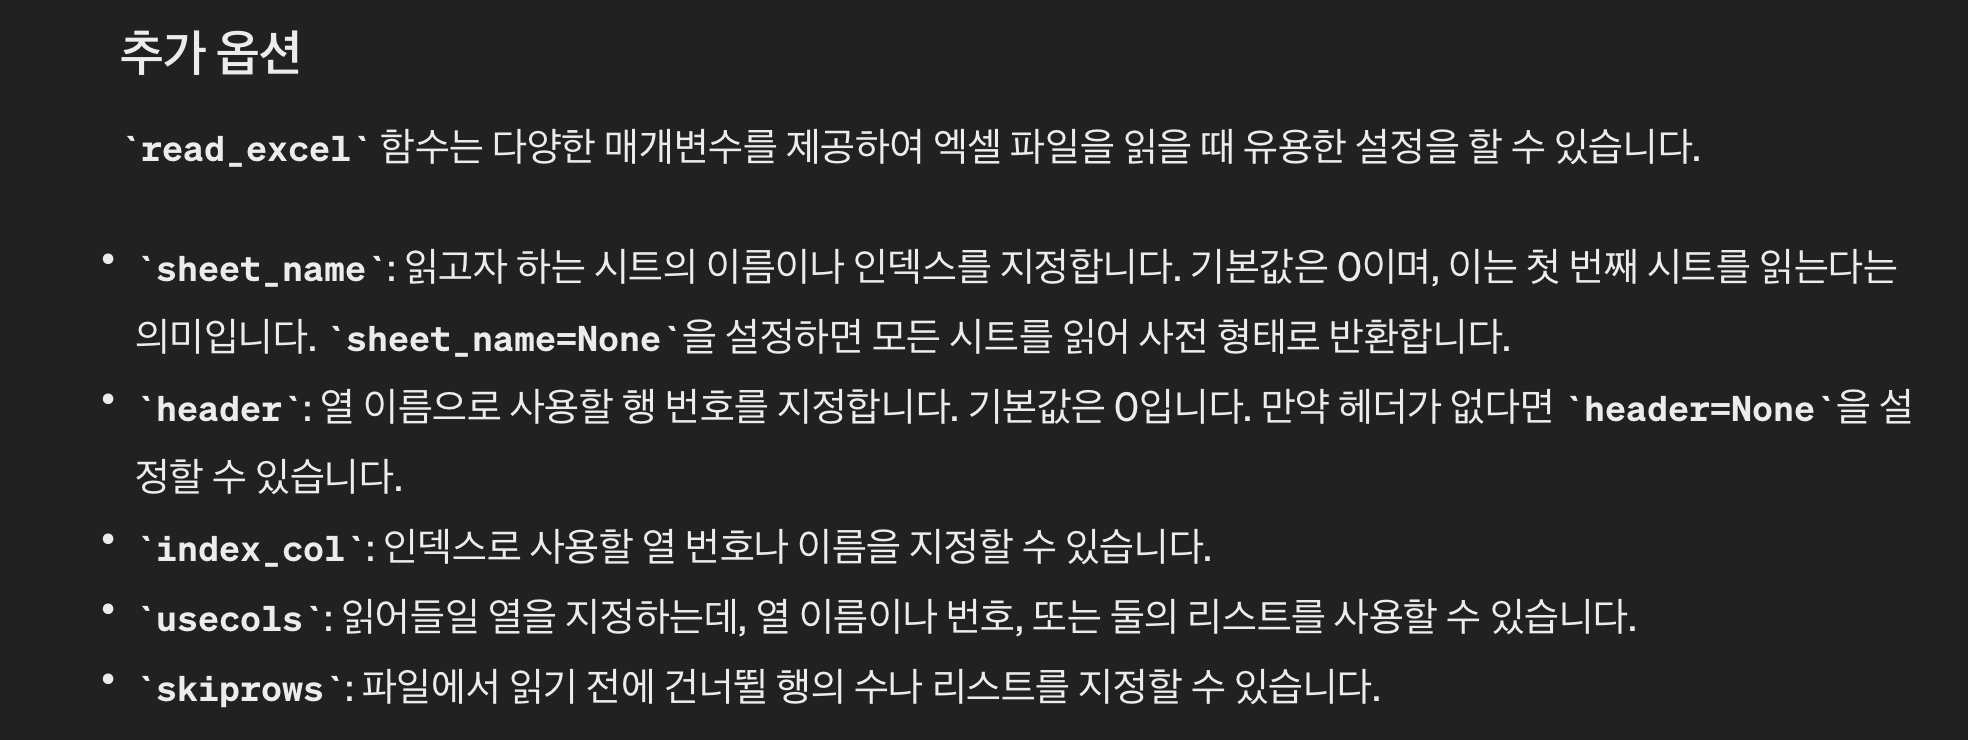 추가 옵션
`read_excel` 함수는 다양한 매개변수를 제공하여 엑셀 파일을 읽을 때 유용한 설정을 할 수 있습니다.
• `sheet_name`: 읽고자 하는 시트의 이름이나 인덱스를 지정합니다. 기본값은 0이며, 이는 첫 번째 시트를 읽는다는
의미입니다. `sheet_name=None`을 설정하면 모든 시트를 읽어 사전 형태로 반환합니다.
• `header`: 열 이름으로 사용할 행 번호를 지정합니다. 기본값은 0입니다. 만약 헤더가 없다면 `header=None`을 설
정할 수 있습니다.
• `index_col`: 인덱스로 사용할 열 번호나 이름을 지정할 수 있습니다.
• `usecols`: 읽어들일 열을 지정하는데, 열 이름이나 번호, 또는 둘의 리스트를 사용할 수 있습니다.
• `skiprows`: 파일에서 읽기 전에 건너뛸 행의 수나 리스트를 지정할 수 있습니다.